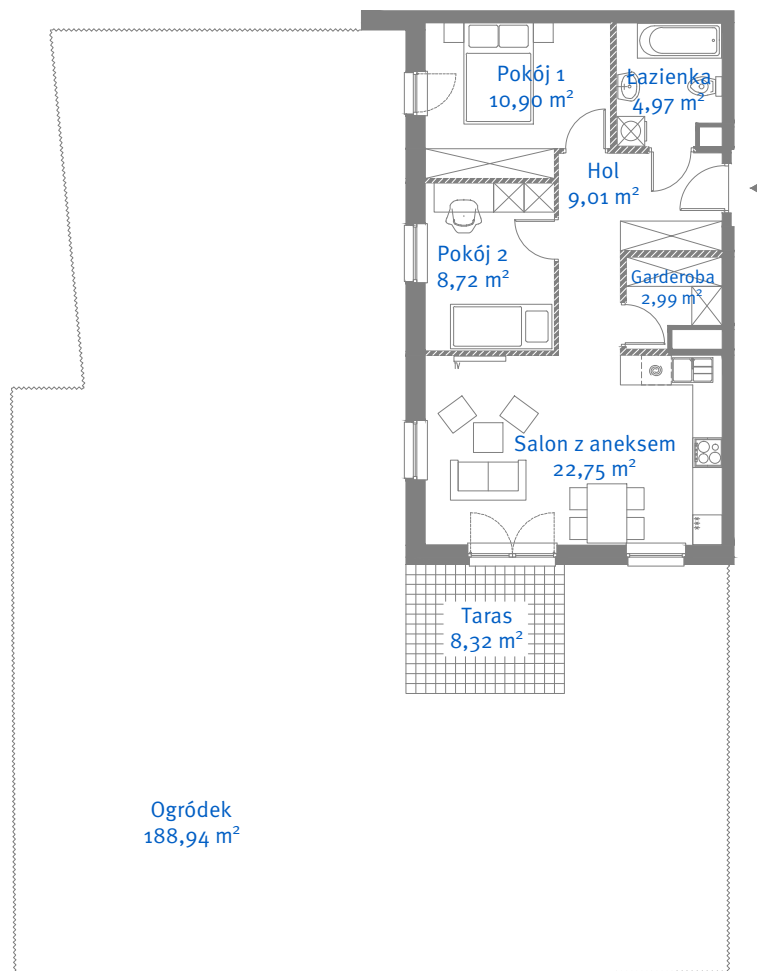 Pokój 1
10,90 m²
Łazienka
4,97 m²
Hol
9,01 m²
Pokój 2
8,72 m²
Garderoba
2,99 m²
TV
Salon z aneksem
22,75 m²
Taras
8,32 m²
Ogródek
188,94 m²